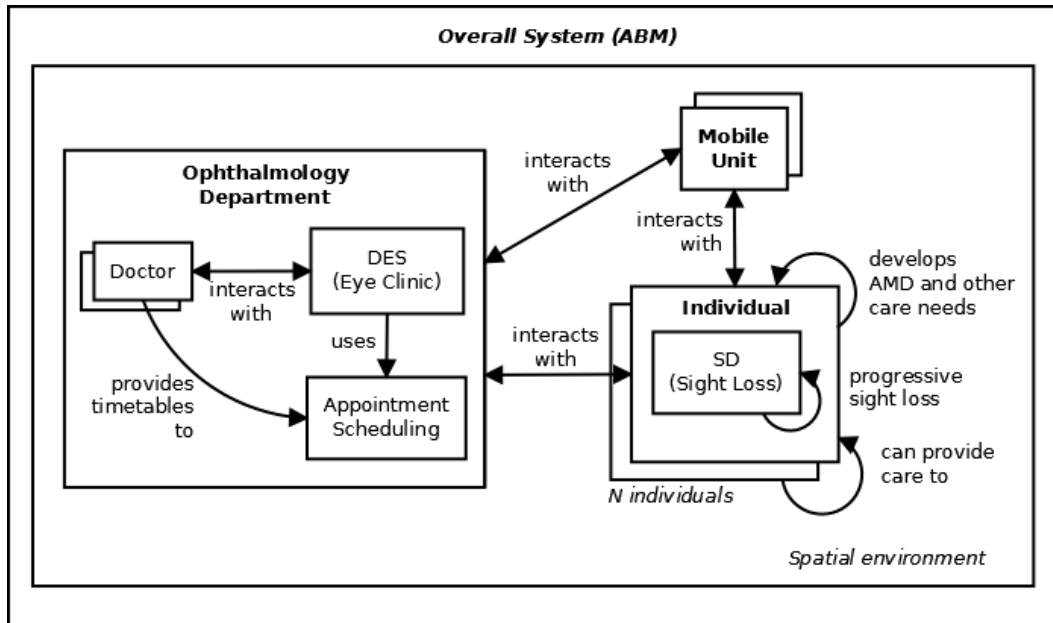 Overall System (ABM)
Mobile
Unit
interacts
with
Ophthalmology
Department
interacts
with
Doctor
DES
(Eye Clinic)
interacts
with
develops
AMD and other
care needs
Individual
uses
interacts
with
SD
(Sight Loss)
progressive
sight loss
provides
timetables
to
Appointment
Scheduling
can provide
care to
N individuals
Spatial environment